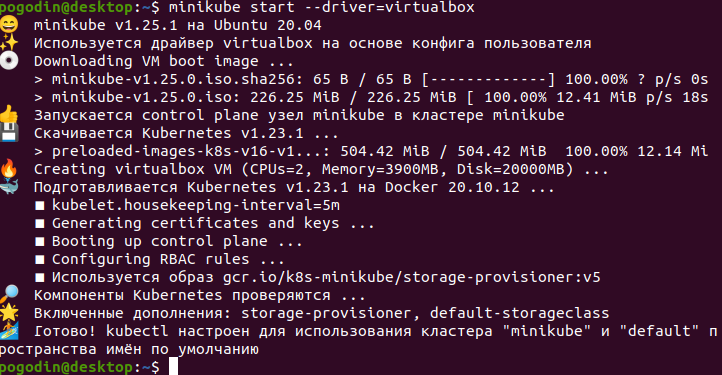 pogodin@desktop:~$ minikube start --driver=virtualbox
minikube v1.25.1 на Ubuntu 20.04
Используется драйвер virtualbox на основе конфига пользователя
Downloading VM boot image ...
> minikube-v1.25.0.iso.sha256: 65 B / 65 B [-------------] 100.00% ? p/s 0s
> minikube-v1.25.0.iso: 226.25 MiB / 226.25 MiB [ 100.00% 12.41 MiB p/s 18s
Запускается control plane узел minikube в кластере minikube
Скачивается Kubernetes v1.23.1 ...
> preloaded-images-k8s-v16-v1...: 504.42 MiB / 504.42 MiB  100.00% 12.14 Mi
Creating virtualbox VM (CPUs=2, Memory=3900MB, Disk=20000MB) ...
Подготавливается Kubernetes v1.23.1 на Docker 20.10.12 ...
▪ kubelet.housekeeping-interval=5m
▪ Generating certificates and keys ...
▪ Booting up control plane ...
▪ Configuring RBAC rules ...
▪ Используется образ gcr.io/k8s-minikube/storage-provisioner:v5
Компоненты Kubernetes проверяются ...
Включенные дополнения: storage-provisioner, default-storageclass
Готово! kubectl настроен для использования кластера "minikube" и "default" п
ространства имён по умолчанию
pogodin@desktop:~$